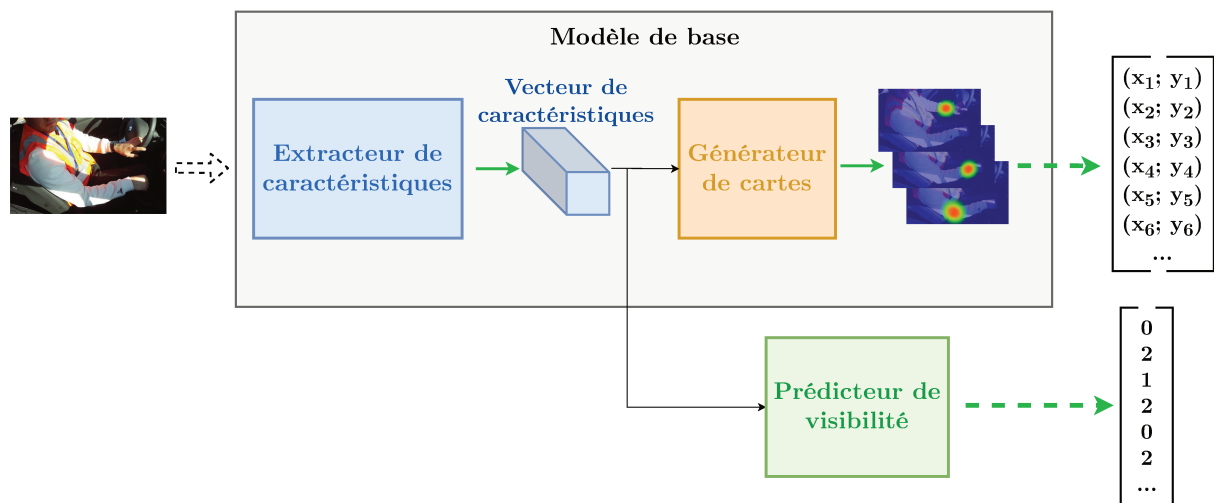 Modèle de base
Vecteur de
caractéristiques
Extracteur de
caractéristiques
Générateur
de cartes
(x₁; y₁)
(x₂; y₂)
(x₃; y₃)
(x₄; y₄)
(x₅; y₅)
(x₆; y₆)
...
Prédicteur de
visibilité
0
2
1
2
0
2
...